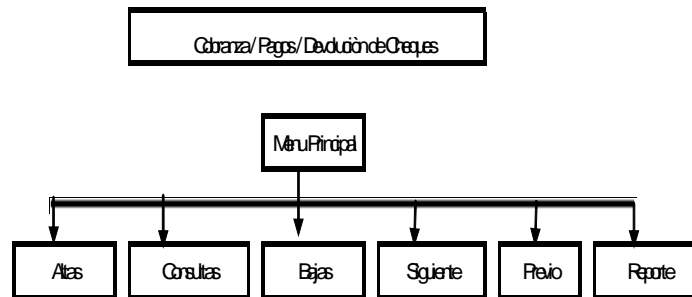 Cobranza / Pagos / Devolución de Cheques
Menu Principal
Altas
Consultas
Bajas
Siguiente
Previo
Reporte